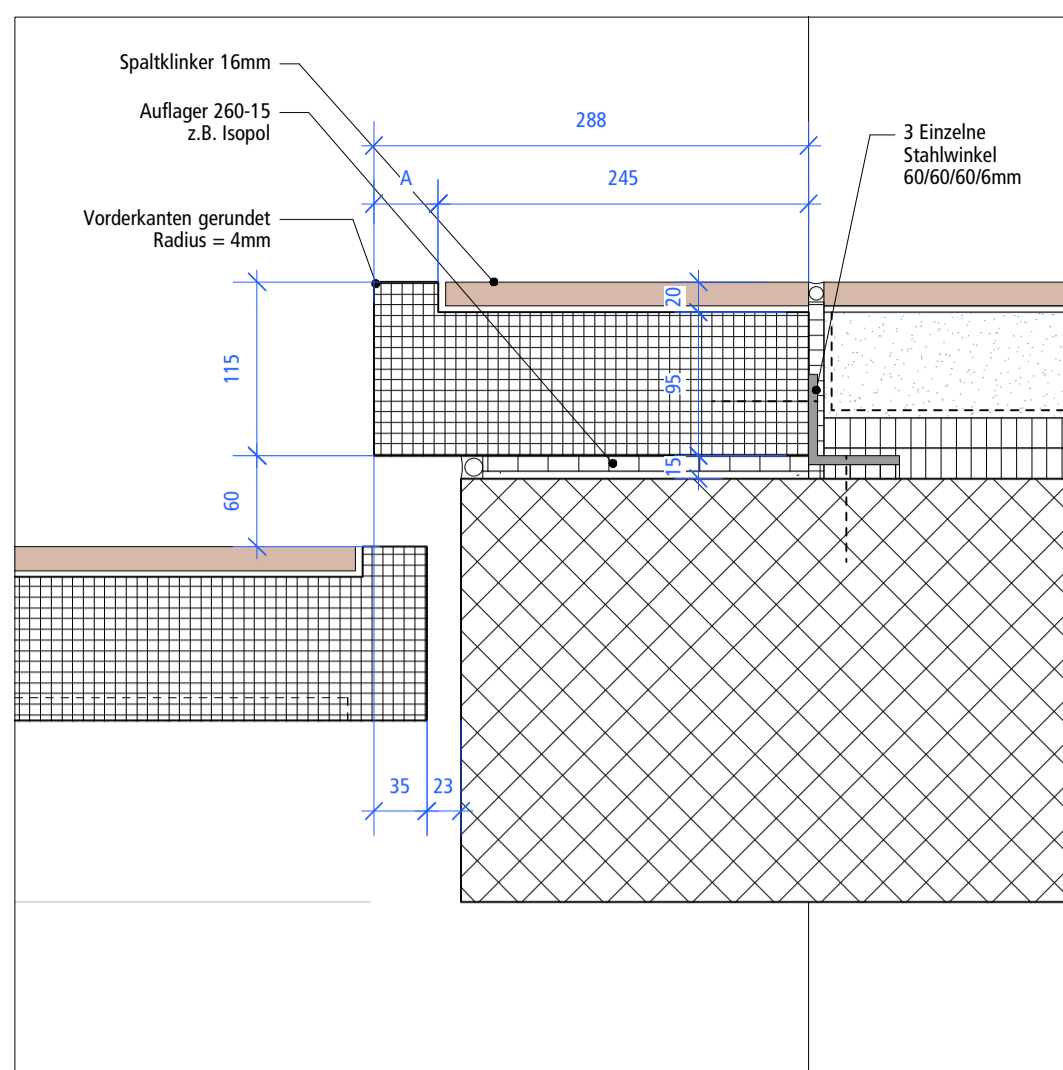 Spaltklinker 16mm
Auflager 260-15
z.B. Isopol
288
3 Einzelne
Stahlwinkel
60/60/60/6mm
A
245
Vorderkanten gerundet
Radius = 4mm
20
115
95
15
60
35
23